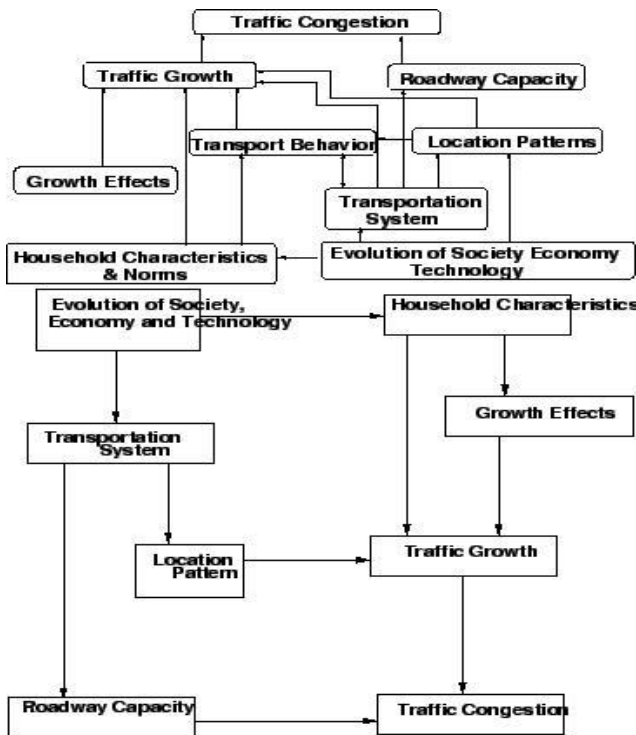 Traffic Congestion
Traffic Growth
Roadway Capacity
Transport Behavior
Location Patterns
Growth Effects
Transportation
System
Household Characteristics
& Norms
Evolution of Society Economy
Technology
Evolution of Society,
Economy and Technology
Household Characteristics
Growth Effects
Transportation
System
Traffic Growth
Location
Pattern
Roadway Capacity
Traffic Congestion